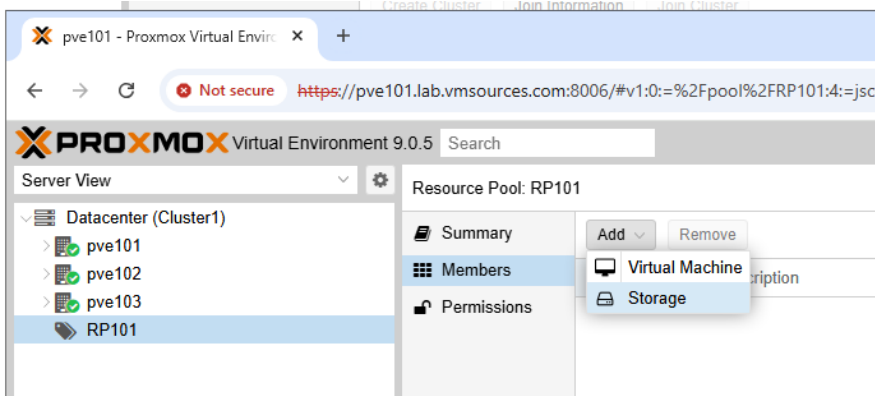 Create Cluster Join Information Join Cluster
pve101 - Proxmox Virtual Enviro
Not secure https://pve101.lab.vmsources.com:8006/#v1:0:=%2Fpool%2FRP101:4:=jsc
PROXMOX Virtual Environment 9.0.5 Search
Server View
Resource Pool: RP101
Datacenter (Cluster1)
pve101
pve102
pve103
RP101
Summary
Members
Permissions
Add Remove
Virtual Machine
Storage
cription